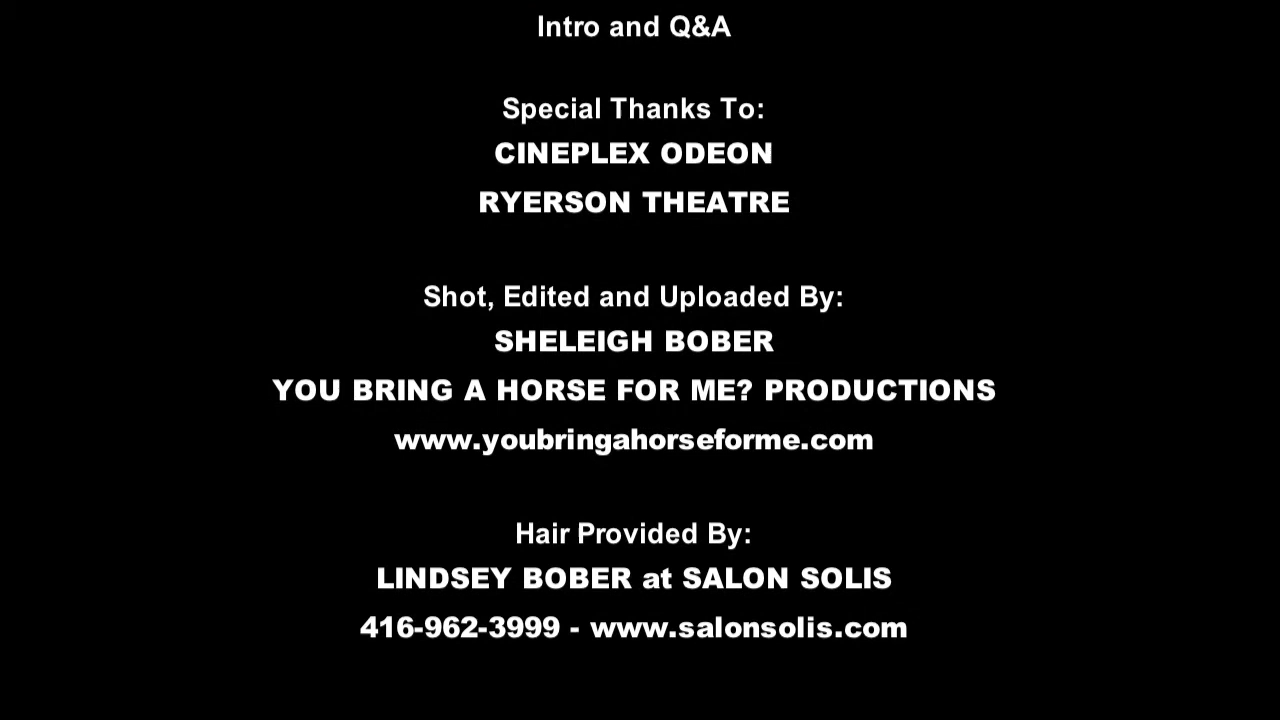 Intro and Q&A
Special Thanks To:
CINEPLEX ODEON
RYERSON THEATRE
Shot, Edited and Uploaded By:
SHELEIGH BOBER
YOU BRING A HORSE FOR ME? PRODUCTIONS
www.youbringahorseforme.com
Hair Provided By:
LINDSEY BOBER at SALON SOLIS
416-962-3999 - www.salonsolis.com